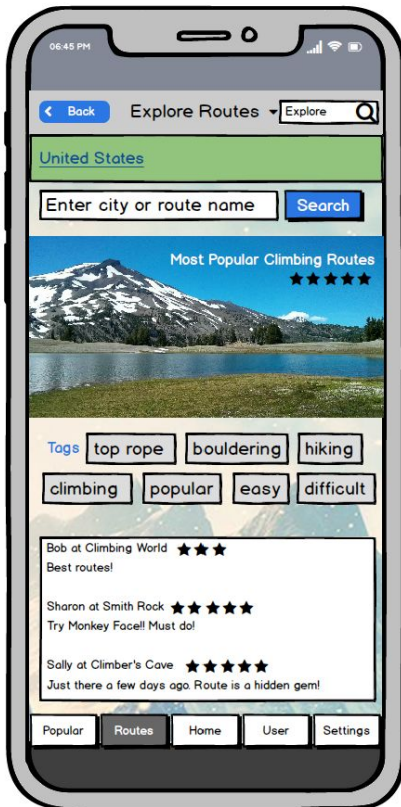 06:45 PM
Back
Explore Routes
Explore
United States
Enter city or route name
Search
Most Popular Climbing Routes
Tags
top rope
bouldering
hiking
climbing
popular
easy
difficult
Bob at Climbing World
Best routes!
Sharon at Smith Rock
Try Monkey Face!! Must do!
Sally at Climber's Cave
Just there a few days ago. Route is a hidden gem!
Popular
Routes
Home
User
Settings